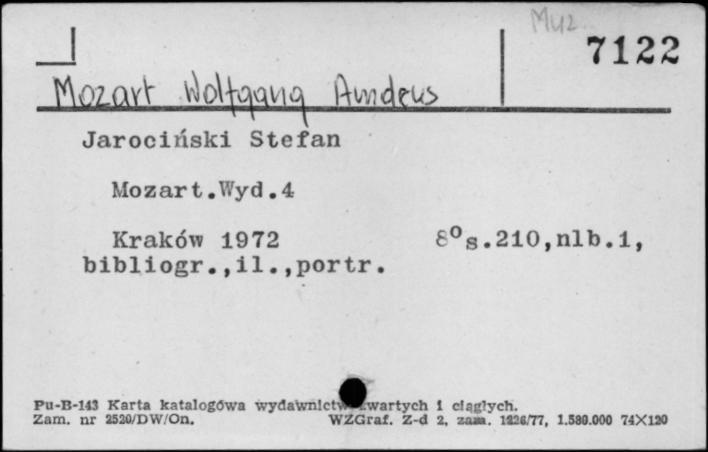 Muz.
7122
Mozart Wolfgang Amdeus
Jarociński Stefan
Mozart.Wyd.4
Kraków 1972 8⁰s.210,nlb.1,
bibliogr.,il.,portr.
Pu-B-143 Karta katalogowa wydawnictw zwartych i ciągłych.
Zam. nr 2520/DW/On. WZGraf. Z-d 2, zam. 1226/77, 1.580.000 74X120